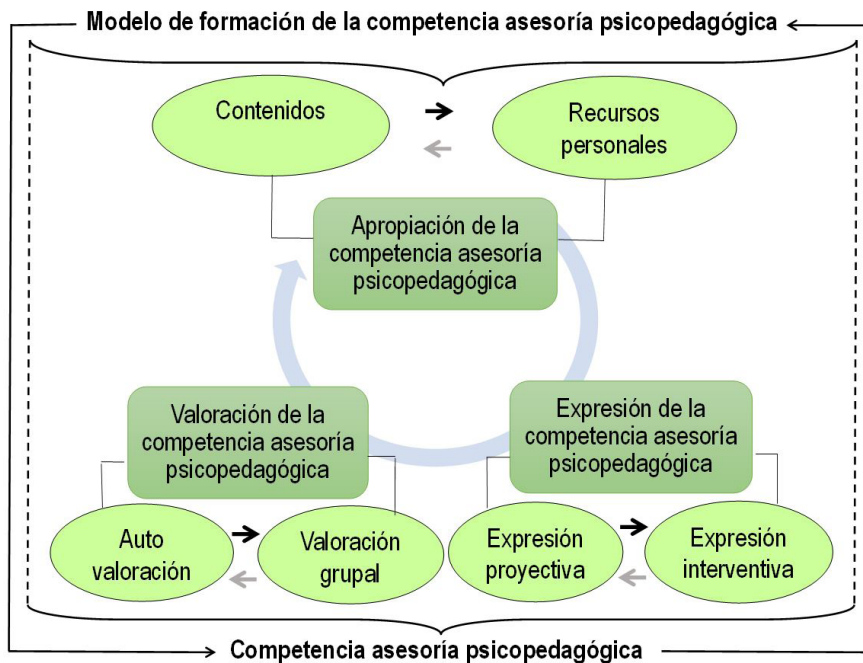 Modelo de formación de la competencia asesoría psicopedagógica
Contenidos
Recursos
personales
Apropiación de la
competencia asesoría
psicopedagógica
Valoración de la
competencia asesoría
psicopedagógica
Expresión de la
competencia asesoría
psicopedagógica
Auto
valoración
Valoración
grupal
Expresión
proyectiva
Expresión
interventiva
Competencia asesoría psicopedagógica